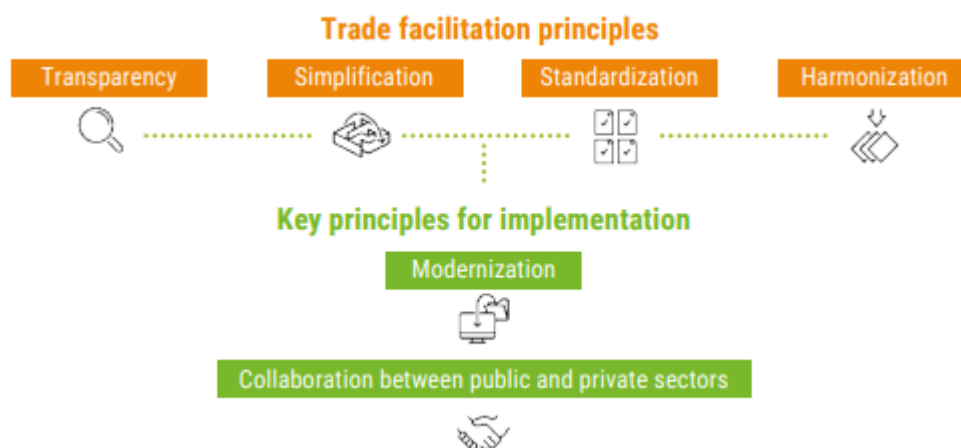 Trade facilitation principles
Transparency
Simplification
Standardization
Harmonization
Key principles for implementation
Modernization
Collaboration between public and private sectors